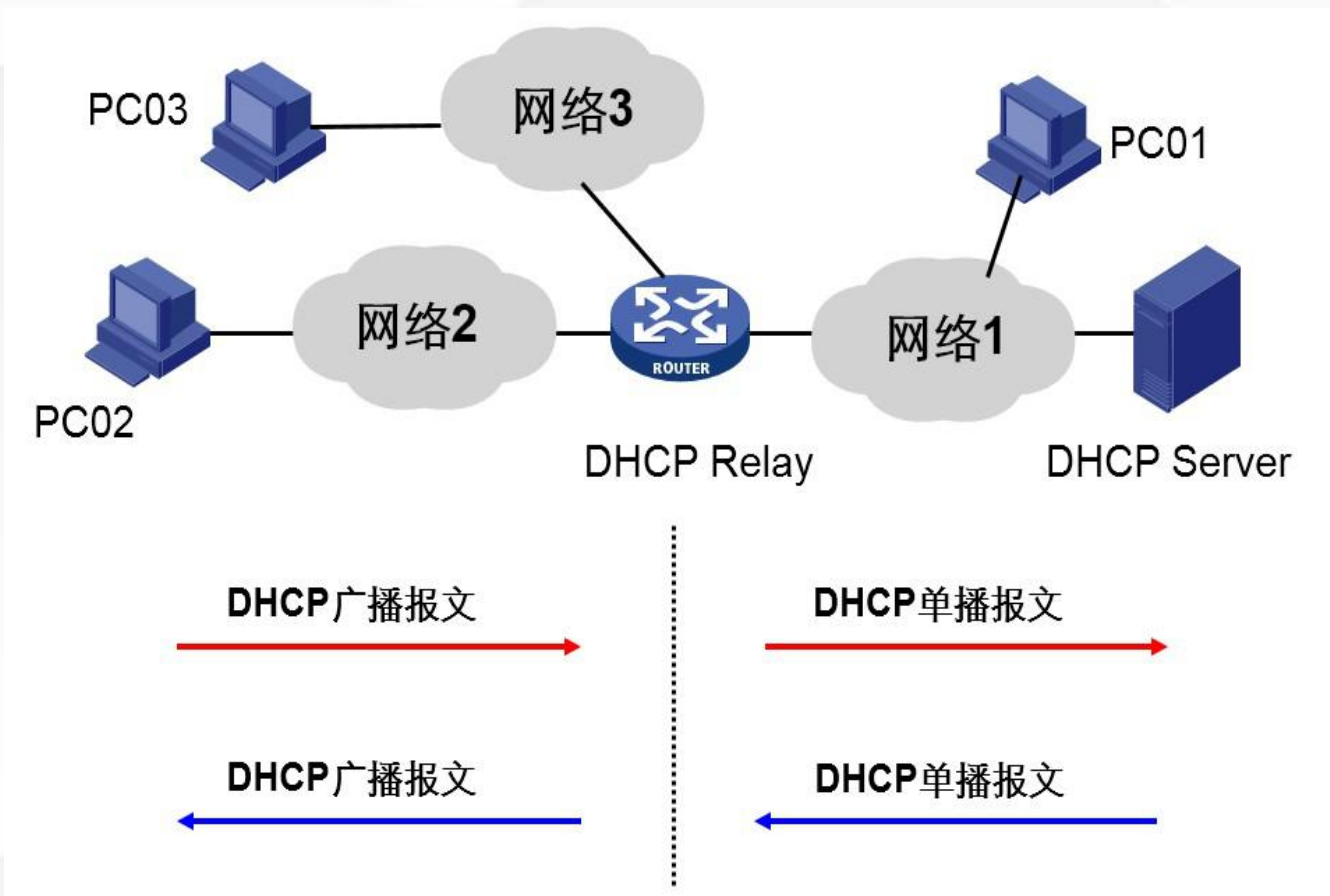 PC03
网络3
PC01
网络2
ROUTER
网络1
PC02
DHCP Relay
DHCP Server
DHCP广播报文
DHCP单播报文
DHCP广播报文
DHCP单播报文